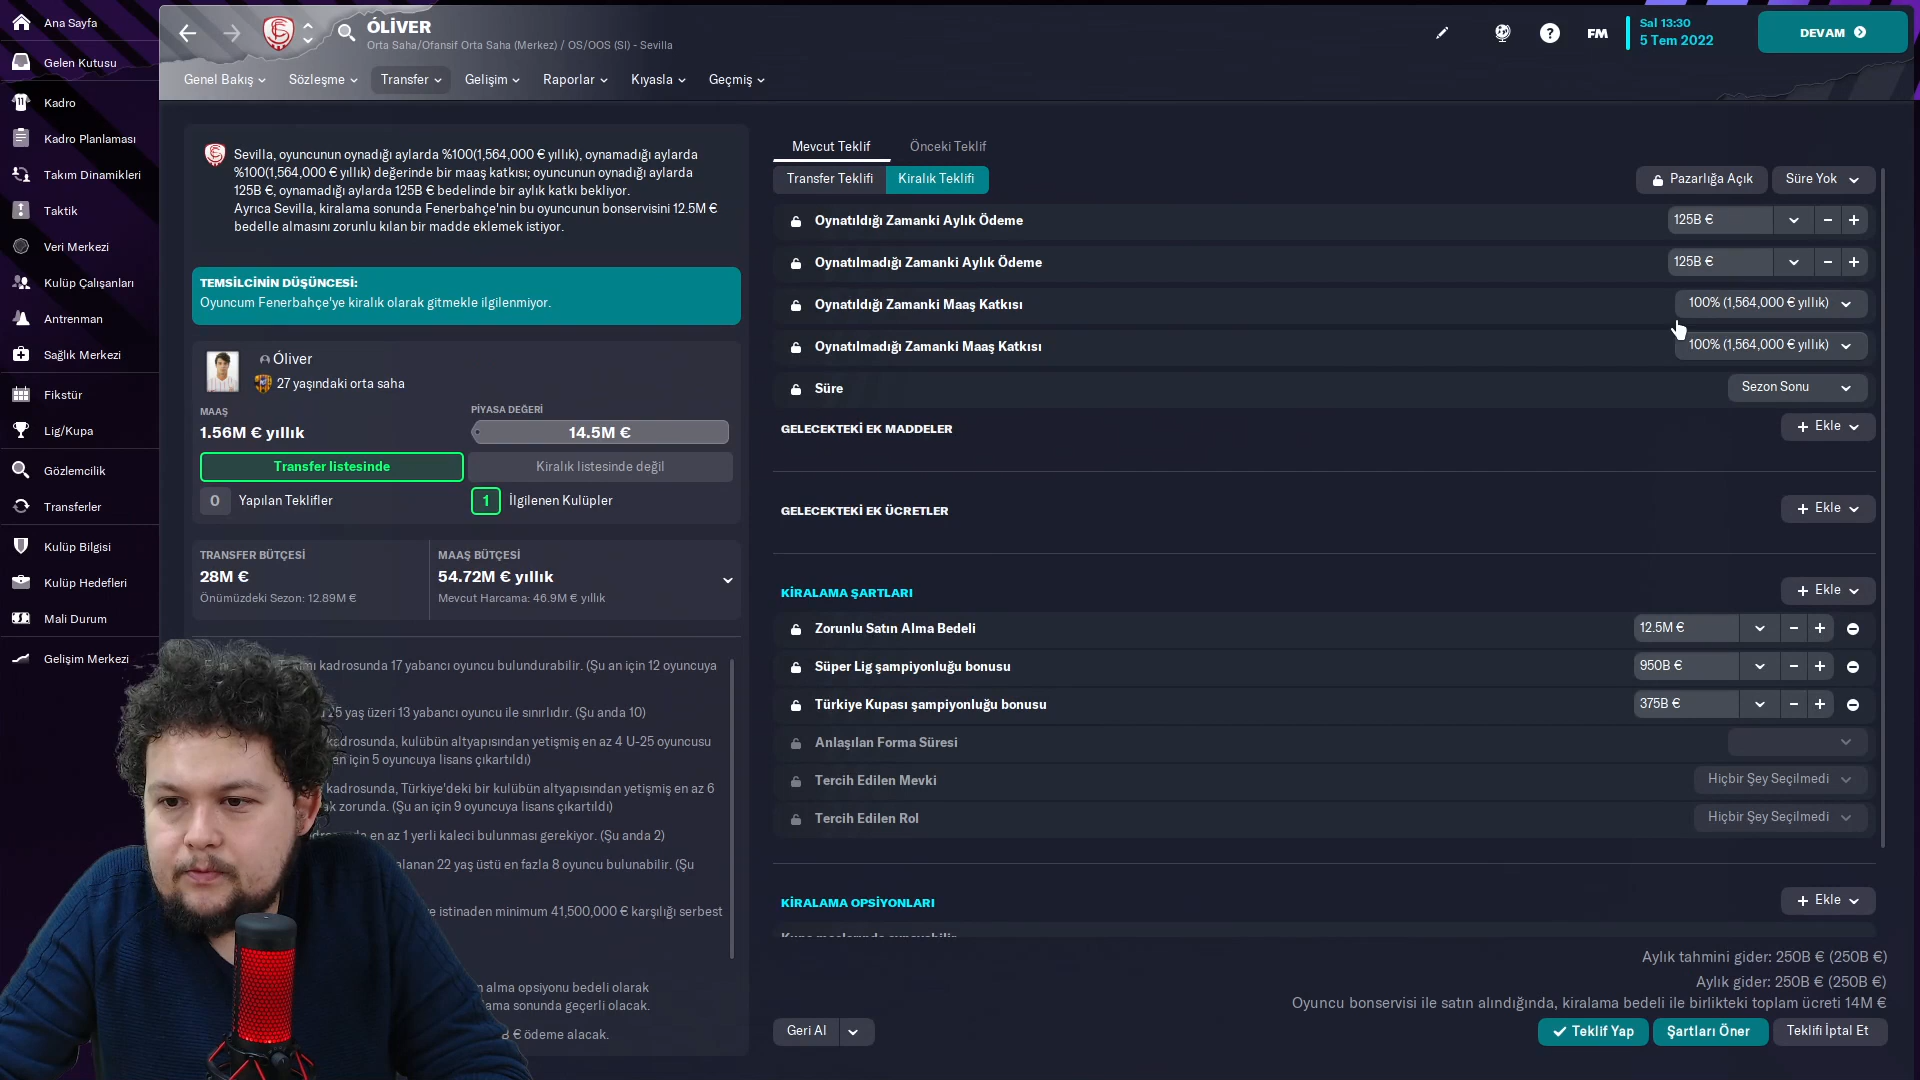 Ana Sayfa
Gelen Kutusu
Kadro
Kadro Planlaması
Takım Dinamikleri
Taktik
Veri Merkezi
Kulüp Çalışanları
Antrenman
Sağlık Merkezi
Fikstür
Lig/Kupa
Gözlemcilik
Transferler
Kulüp Bilgisi
Kulüp Hedefleri
Mali Durum
Gelişim Merkezi
ÓLİVER
Orta Saha/Ofansif Orta Saha (Merkez) / OS/OOS (SI) - Sevilla
FM
Sal 13:30
5 Tem 2022
DEVAM
Genel Bakış
Sözleşme
Transfer
Gelişim
Raporlar
Kıyasla
Geçmiş
Sevilla, oyuncunun oynadığı aylarda %100(1,564,000 € yıllık), oynamadığı aylarda
%100(1,564,000 € yıllık) değerinde bir maaş katkısı; oyuncunun oynadığı aylarda
125B €, oynamadığı aylarda 125B € bedelinde bir aylık katkı bekliyor.
Ayrıca Sevilla, kiralama sonunda Fenerbahçe'nin bu oyuncunun bonservisini 12.5M €
bedelle almasını zorunlu kılan bir madde eklemek istiyor.
TEMSİLCİNİN DÜŞÜNCESİ:
Oyuncum Fenerbahçe'ye kiralık olarak gitmekle ilgilenmiyor.
Óliver
27 yaşındaki orta saha
MAAŞ
1.56M € yıllık
PİYASA DEĞERİ
14.5M €
Transfer listesinde
Kiralık listesinde değil
0 Yapılan Teklifler
1 İlgilenen Kulüpler
TRANSFER BÜTÇESİ
28M €
Önümüzdeki Sezon: 12.89M €
MAAŞ BÜTÇESİ
54.72M € yıllık
Mevcut Harcama: 46.9M € yıllık
kadrosunda 17 yabancı oyuncu bulundurabilir. (Şu an için 12 oyuncuya
yaş üzeri 13 yabancı oyuncu ile sınırlıdır. (Şu anda 10)
kadrosunda, kulübün altyapısından yetişmiş en az 4 U-25 oyuncusu
için 5 oyuncuya lisans çıkartıldı)
kadrosunda, Türkiye'deki bir kulübün altyapısından yetişmiş en az 6
zorunda. (Şu an için 9 oyuncuya lisans çıkartıldı)
en az 1 yerli kaleci bulunması gerekiyor. (Şu anda 2)
alanan 22 yaş üstü en fazla 8 oyuncu bulunabilir. (Şu
istinaden minimum 41,500,000 € karşılığı serbest
alma opsiyonu bedeli olarak
sonunda geçerli olacak.
€ ödeme alacak.
Mevcut Teklif
Önceki Teklif
Transfer Teklifi
Kiralık Teklifi
Pazarlığa Açık
Süre Yok
Oynatıldığı Zamanki Aylık Ödeme
125B €
Oynatılmadığı Zamanki Aylık Ödeme
125B €
Oynatıldığı Zamanki Maaş Katkısı
100% (1,564,000 € yıllık)
Oynatılmadığı Zamanki Maaş Katkısı
100% (1,564,000 € yıllık)
Süre
Sezon Sonu
GELECEKTEKİ EK MADDELER
+ Ekle
GELECEKTEKİ EK ÜCRETLER
+ Ekle
KİRALAMA ŞARTLARI
+ Ekle
Zorunlu Satın Alma Bedeli
12.5M €
Süper Lig şampiyonluğu bonusu
950B €
Türkiye Kupası şampiyonluğu bonusu
375B €
Anlaşılan Forma Süresi
Tercih Edilen Mevki
Hiçbir Şey Seçilmedi
Tercih Edilen Rol
Hiçbir Şey Seçilmedi
KİRALAMA OPSİYONLARI
+ Ekle
Aylık tahmini gider: 250B € (250B €)
Aylık gider: 250B € (250B €)
Oyuncu bonservisi ile satın alındığında, kiralama bedeli ile birlikteki toplam ücreti 14M €
Geri Al
Teklif Yap
Şartları Öner
Teklifi İptal Et